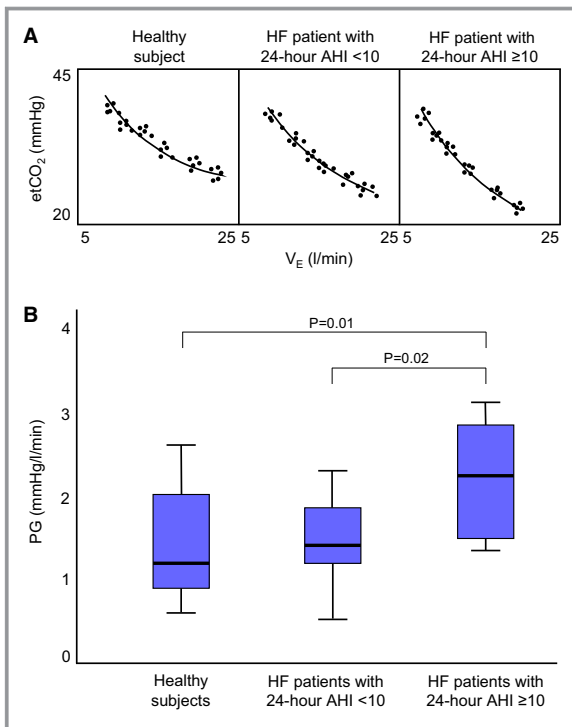 A
Healthy
subject
HF patient with
24-hour AHI <10
HF patient with
24-hour AHI ≥10
45
etCO₂ (mmHg)
20
5
25 5
25 5
25
V_E (l/min)
B
4
P=0.01
P=0.02
3
PG (mmHg/l/min)
2
1
0
Healthy
subjects
HF patients with
24-hour AHI <10
HF patients with
24-hour AHI ≥10